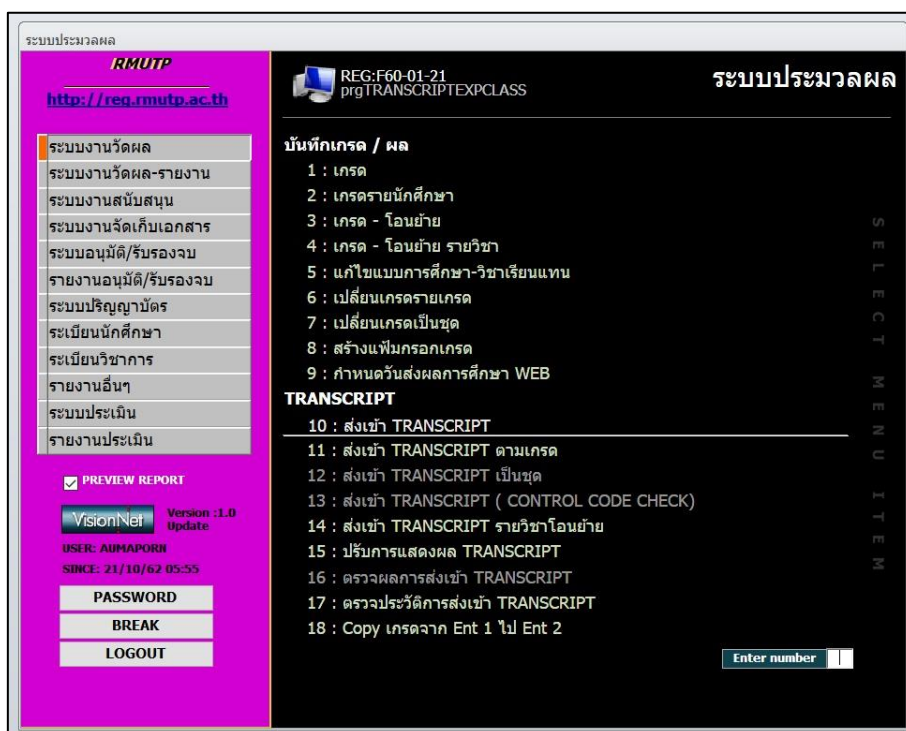 ระบบประมวลผล
RMUTP
http://reg.rmutp.ac.th
ระบบงานวัดผล
ระบบงานวัดผล-รายงาน
ระบบงานสนับสนุน
ระบบงานจัดเก็บเอกสาร
ระบบอนุมัติ/รับรองจบ
รายงานอนุมัติ/รับรองจบ
ระบบปริญญาบัตร
ระเบียนนักศึกษา
ระเบียนวิชาการ
รายงานอื่นๆ
ระบบประเมิน
รายงานประเมิน
PREVIEW REPORT
VisionNet
Version :1.0
Update
USER: AUMAPORN
SINCE: 21/10/62 05:55
PASSWORD
BREAK
LOGOUT
REG:F60-01-21
prgTRANSCRIPTEXPCLASS
ระบบประมวลผล
บันทึกเกรด / ผล
1 : เกรด
2 : เกรดรายนักศึกษา
3 : เกรด - โอนย้าย
4 : เกรด - โอนย้าย รายวิชา
5 : แก้ไขแบบการศึกษา-วิชาเรียนแทน
6 : เปลี่ยนเกรดรายเกรด
7 : เปลี่ยนเกรดเป็นชุด
8 : สร้างแฟ้มกรอกเกรด
9 : กำหนดวันส่งผลการศึกษา WEB
TRANSCRIPT
10 : ส่งเข้า TRANSCRIPT
11 : ส่งเข้า TRANSCRIPT ตามเกรด
12 : ส่งเข้า TRANSCRIPT เป็นชุด
13 : ส่งเข้า TRANSCRIPT ( CONTROL CODE CHECK)
14 : ส่งเข้า TRANSCRIPT รายวิชาโอนย้าย
15 : ปรับการแสดงผล TRANSCRIPT
16 : ตรวจผลการส่งเข้า TRANSCRIPT
17 : ตรวจประวัติการส่งเข้า TRANSCRIPT
18 : Copy เกรดจาก Ent 1 ไป Ent 2
Enter number
SELECT MENU ITEM